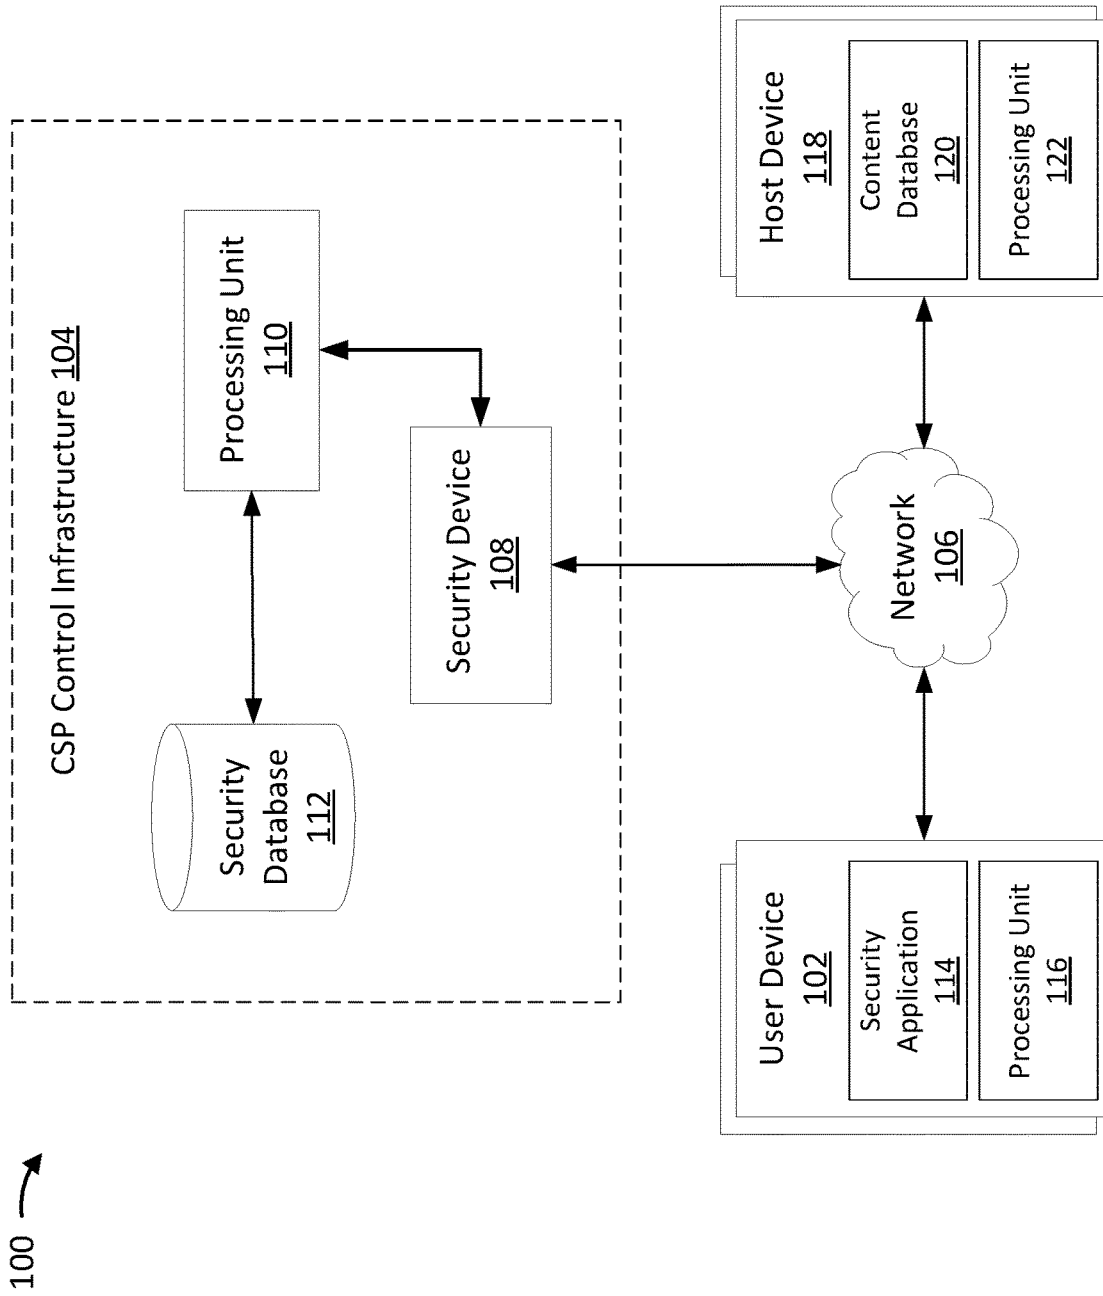 100
CSP Control Infrastructure 104
Security
Database
112
Processing Unit
110
Security Device
108
User Device
102
Security
Application
114
Processing Unit
116
Network
106
Host Device
118
Content
Database
120
Processing Unit
122